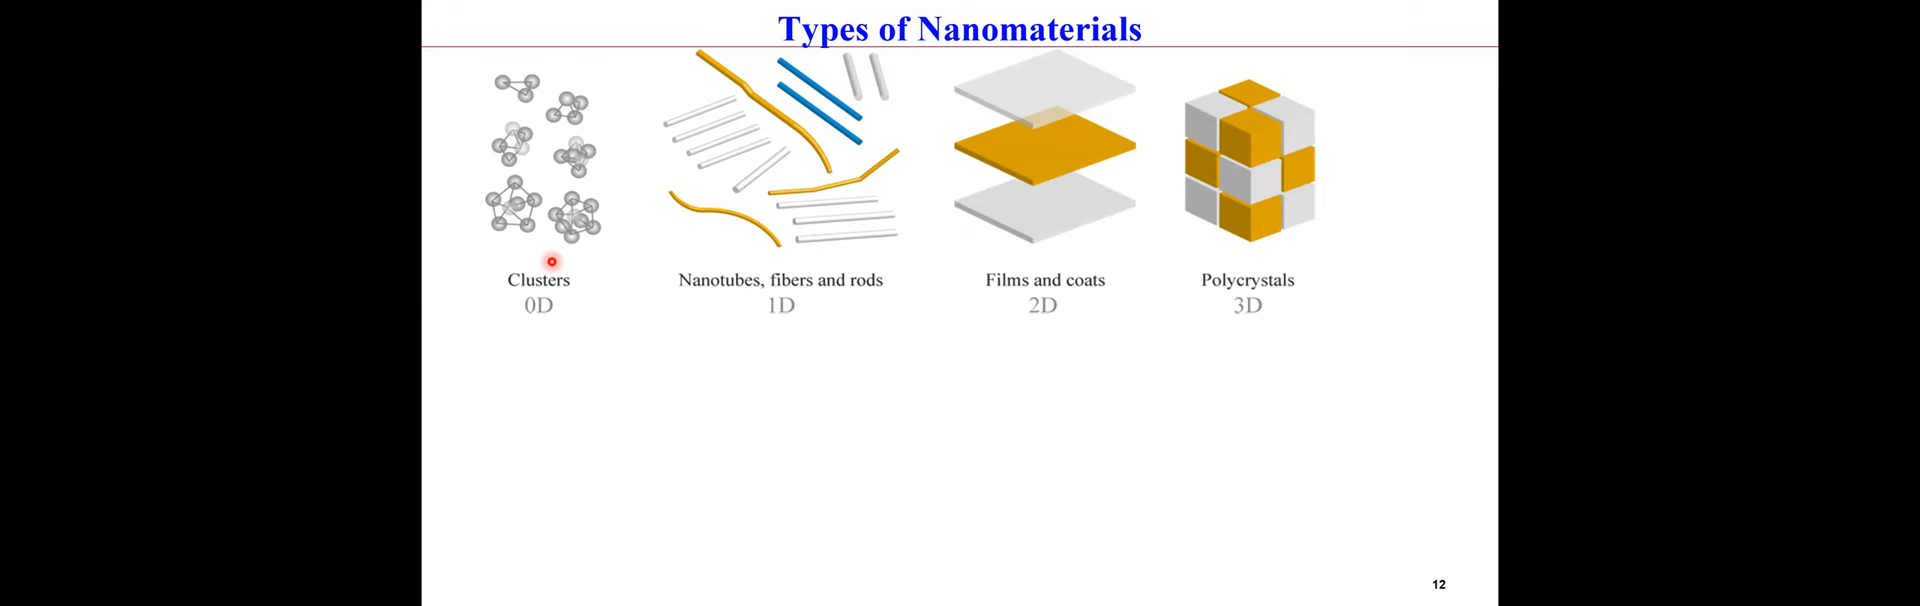 Types of Nanomaterials
Clusters
0D
Nanotubes, fibers and rods
1D
Films and coats
2D
Polycrystals
3D
12